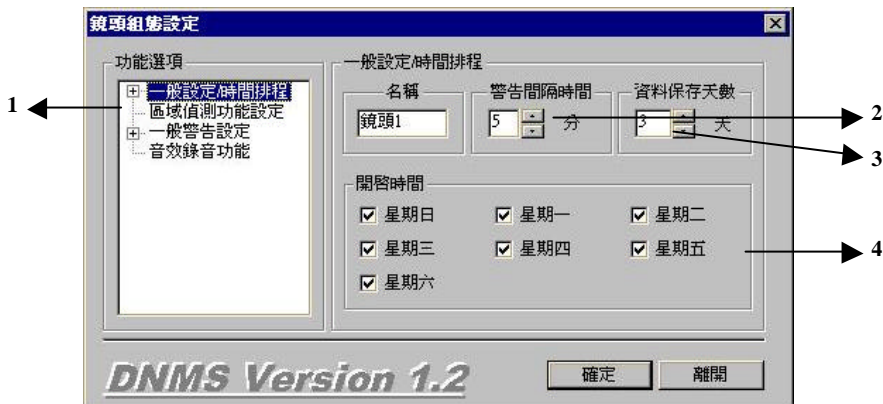 鏡頭組態設定
功能選項
一般設定/時間排程
區域偵測功能設定
一般警告設定
音效錄音功能
1
一般設定/時間排程
名稱
鏡頭1
警告間隔時間
5 分
資料保存天數
3 天
2
3
開啓時間
星期日 星期一 星期二
星期三 星期四 星期五
星期六
4
DNMS Version 1.2
確定 離開